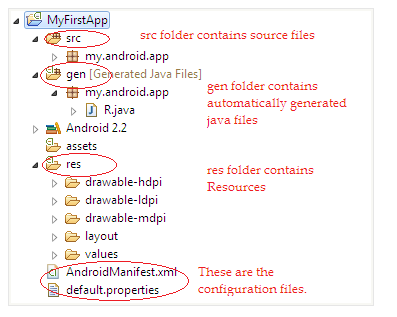 MyFirstApp
src
src folder contains source files
my.android.app
gen [Generated Java Files]
my.android.app
gen folder contains
automatically generated
java files
R.java
Android 2.2
assets
res
res folder contains
Resources
drawable-hdpi
drawable-ldpi
drawable-mdpi
layout
values
AndroidManifest.xml
default.properties
These are the
configuration files.